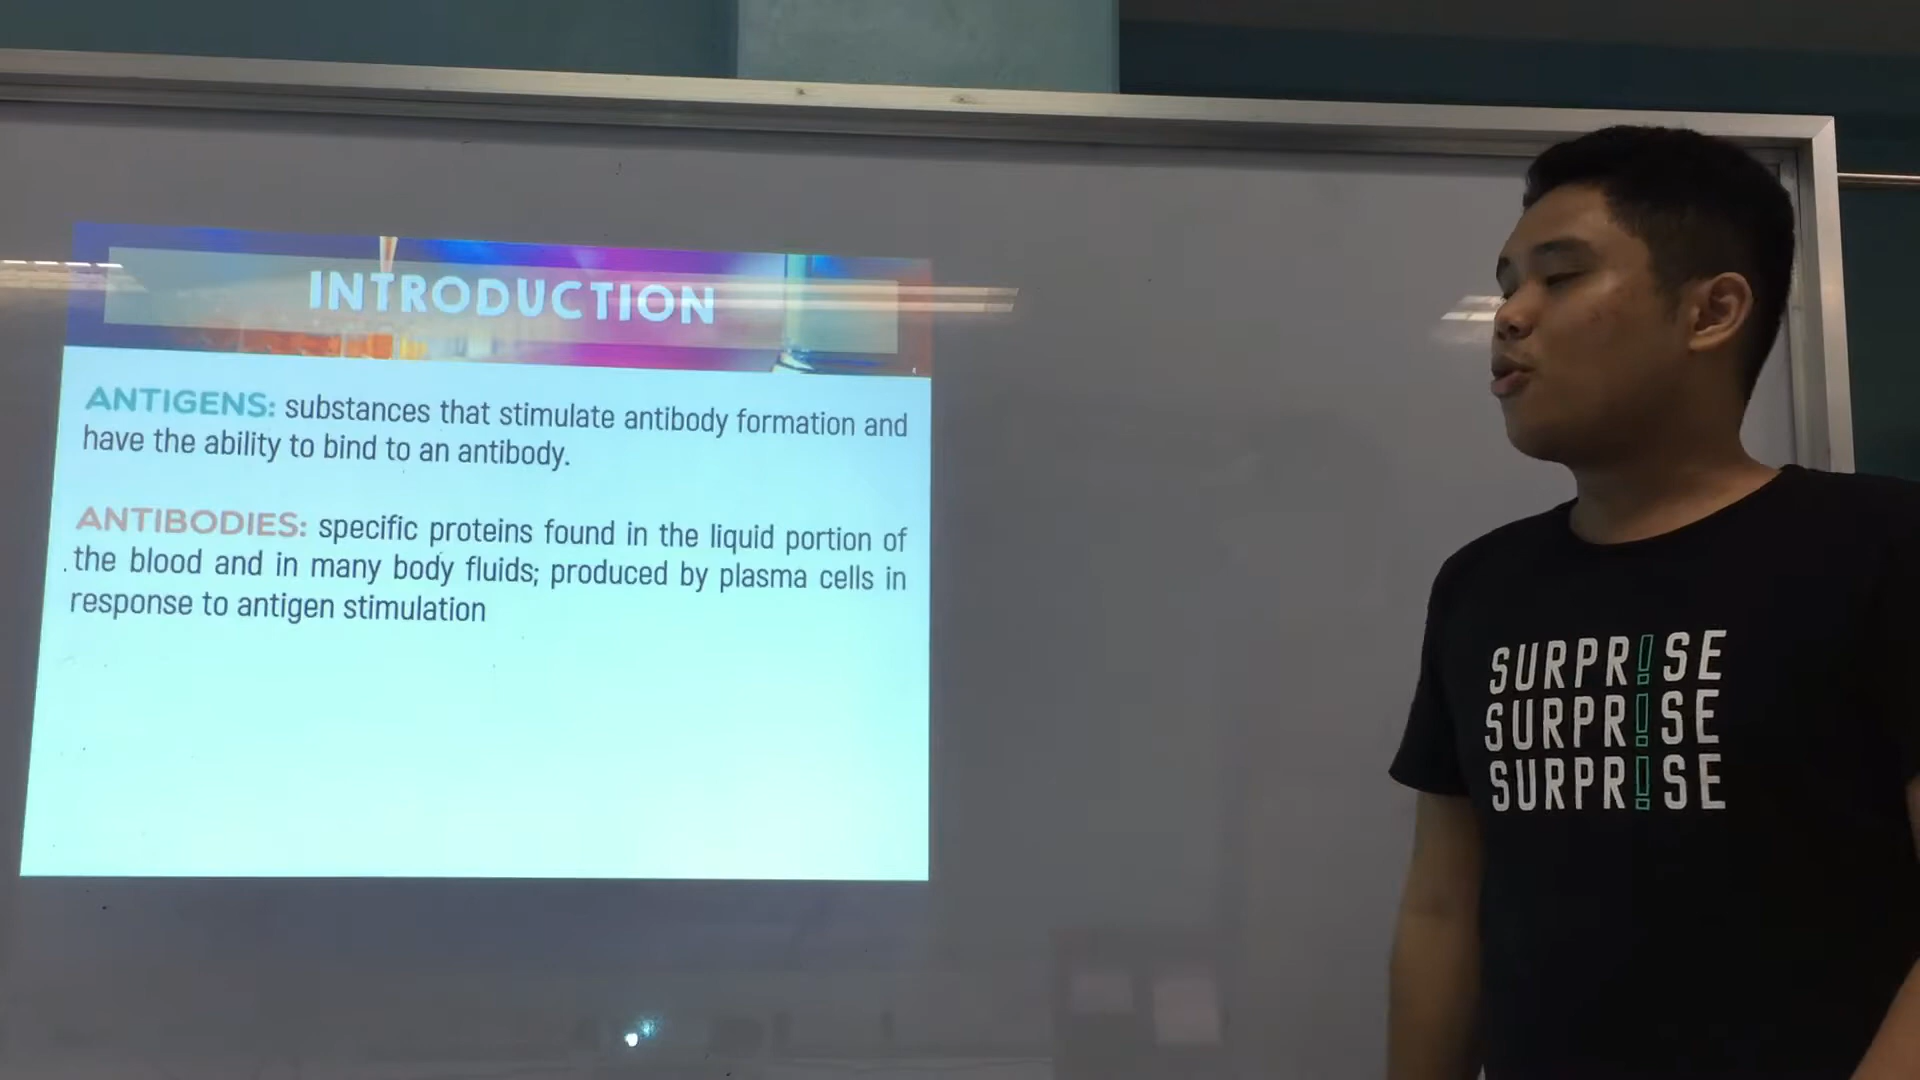 INTRODUCTION
ANTIGENS: substances that stimulate antibody formation and
have the ability to bind to an antibody.
ANTIBODIES: specific proteins found in the liquid portion of
the blood and in many body fluids; produced by plasma cells in
response to antigen stimulation
SURPR!SE
SURPR!SE
SURPR!SE